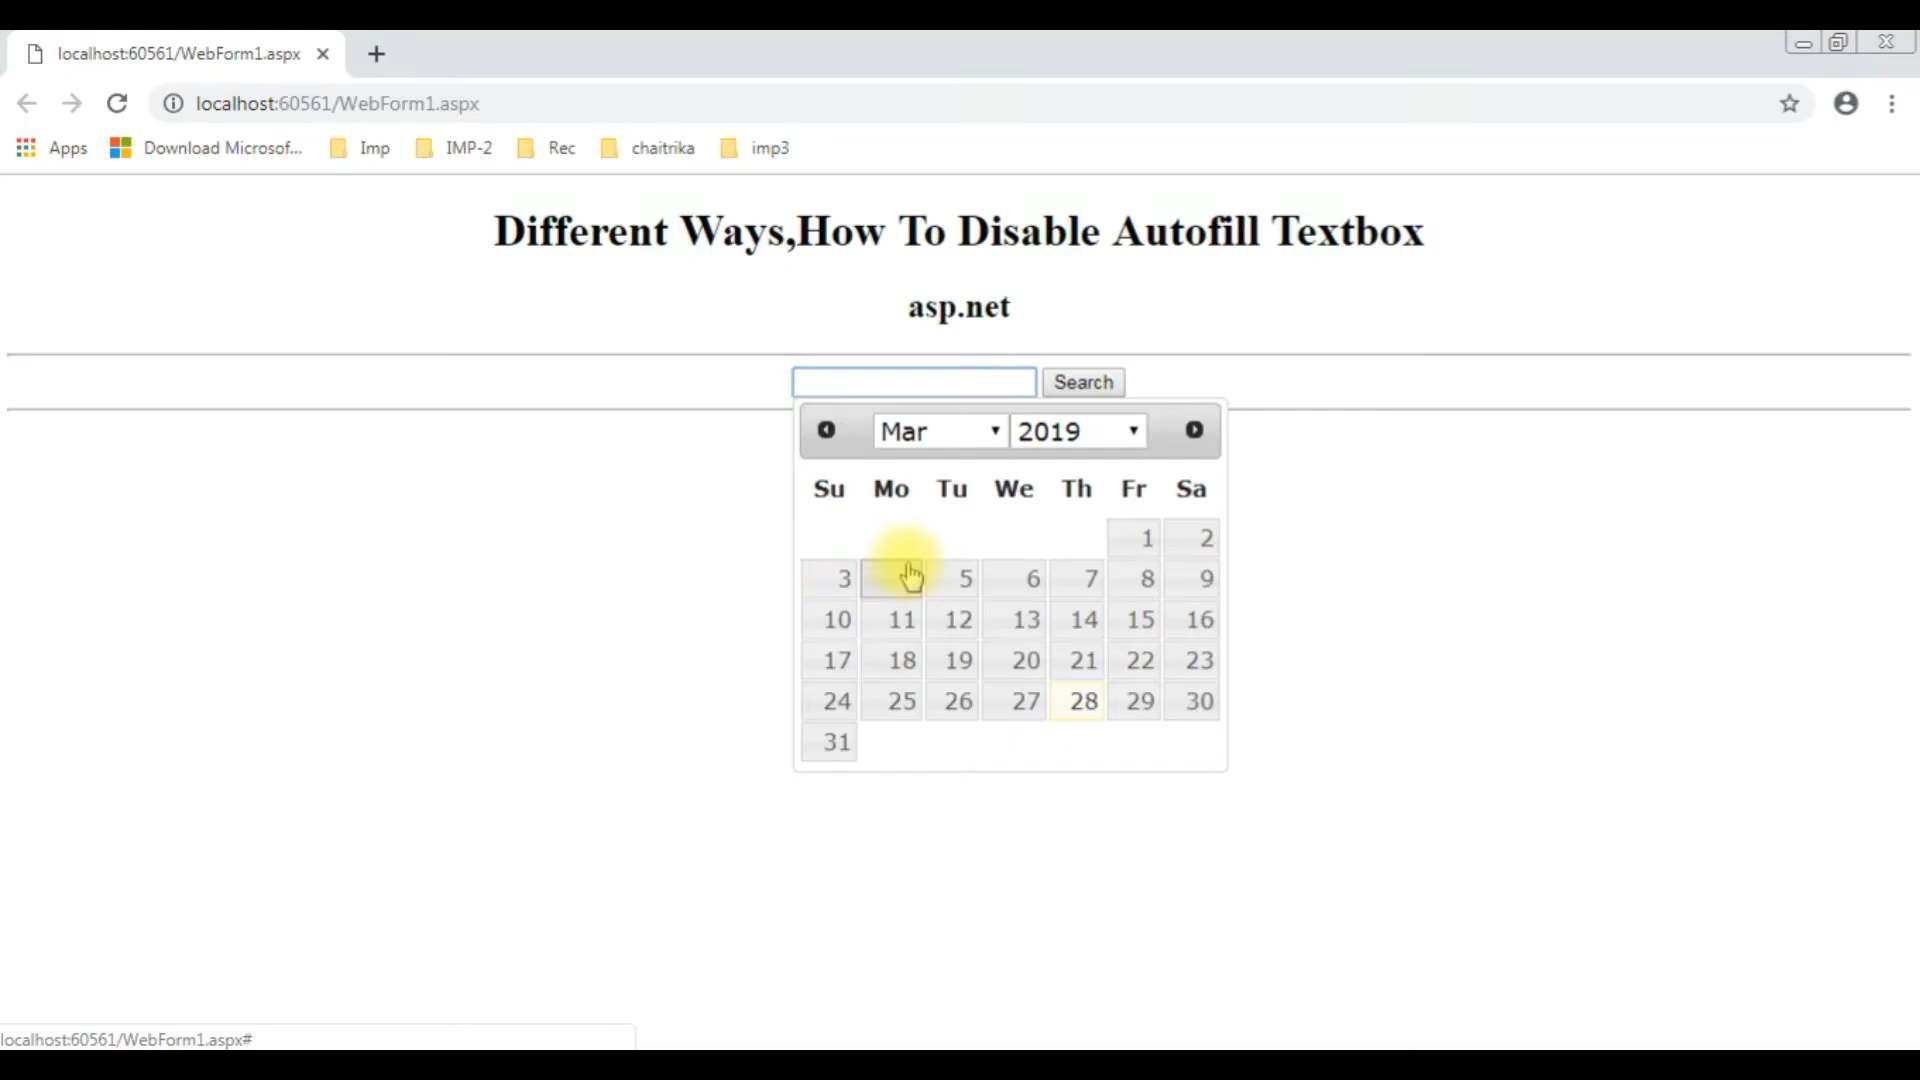 localhost:60561/WebForm1.aspx
localhost:60561/WebForm1.aspx
Apps Download Microsof... Imp IMP-2 Rec chaitrika imp3
Different Ways,How To Disable Autofill Textbox
asp.net
Search
Mar 2019
Su Mo Tu We Th Fr Sa
1 2
3 5 6 7 8 9
10 11 12 13 14 15 16
17 18 19 20 21 22 23
24 25 26 27 28 29 30
31
localhost:60561/WebForm1.aspx#